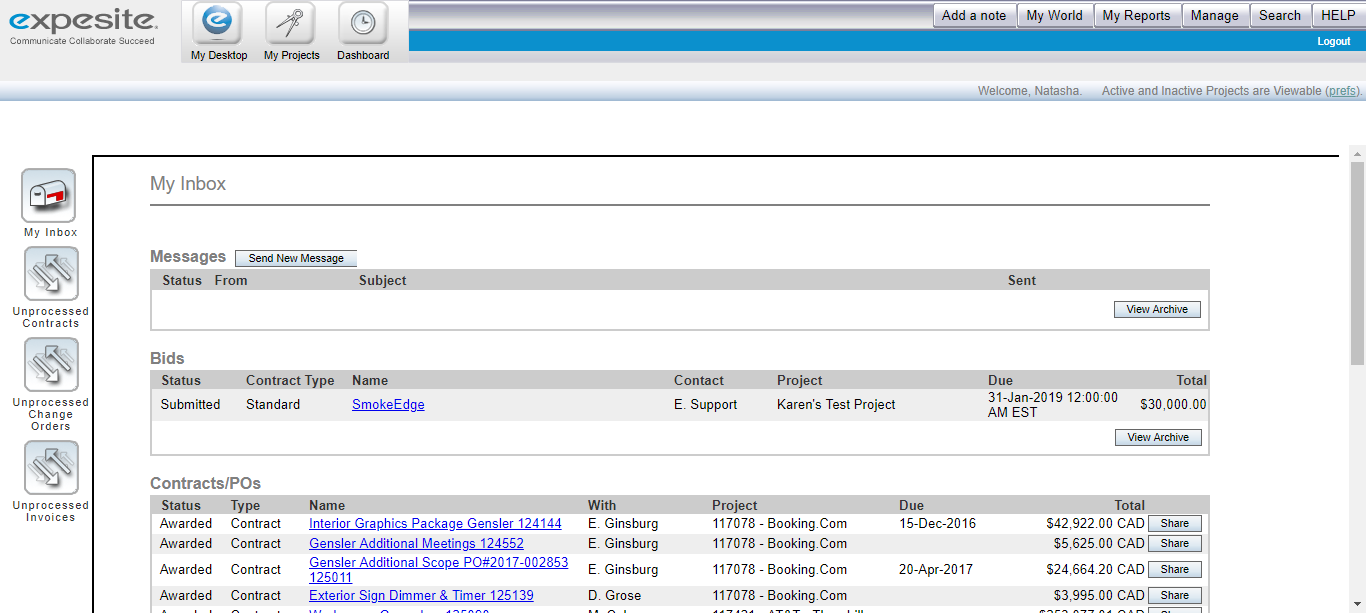 expesite.
Communicate Collaborate Succeed
My Desktop My Projects Dashboard
Add a note My World My Reports Manage Search HELP
Logout
Welcome, Natasha. Active and Inactive Projects are Viewable (prefs).
My Inbox
Unprocessed
Contracts
Unprocessed
Change
Orders
Unprocessed
Invoices
My Inbox
Messages Send New Message
Status From Subject Sent
View Archive
Bids
Status Contract Type Name Contact Project Due Total
Submitted Standard SmokeEdge E. Support Karen's Test Project 31-Jan-2019 12:00:00 AM EST $30,000.00
View Archive
Contracts/POs
Status Type Name With Project Due Total
Awarded Contract Interior Graphics Package Gensler 124144 E. Ginsburg 117078 - Booking.Com 15-Dec-2016 $42,922.00 CAD Share
Awarded Contract Gensler Additional Meetings 124552 E. Ginsburg 117078 - Booking.Com $5,625.00 CAD Share
Awarded Contract Gensler Additional Scope PO#2017-002853 125011 E. Ginsburg 117078 - Booking.Com 20-Apr-2017 $24,664.20 CAD Share
Awarded Contract Exterior Sign Dimmer & Timer 125139 D. Grose 117078 - Booking.Com $3,995.00 CAD Share